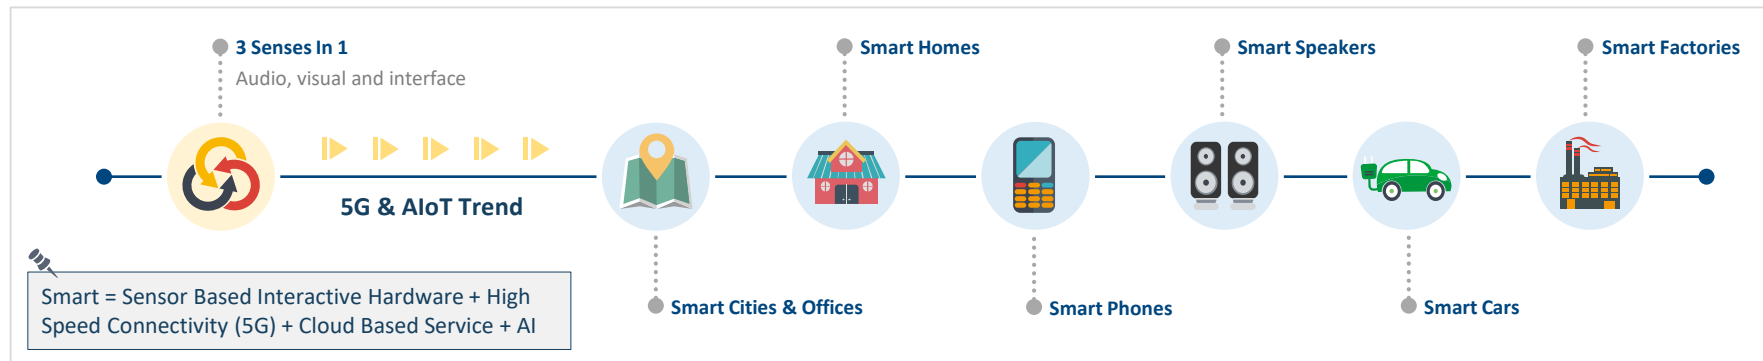 3 Senses In 1
Audio, visual and interface
Smart Homes
Smart Speakers
Smart Factories
5G & AIoT Trend
Smart = Sensor Based Interactive Hardware + High
Speed Connectivity (5G) + Cloud Based Service + AI
Smart Cities & Offices
Smart Phones
Smart Cars